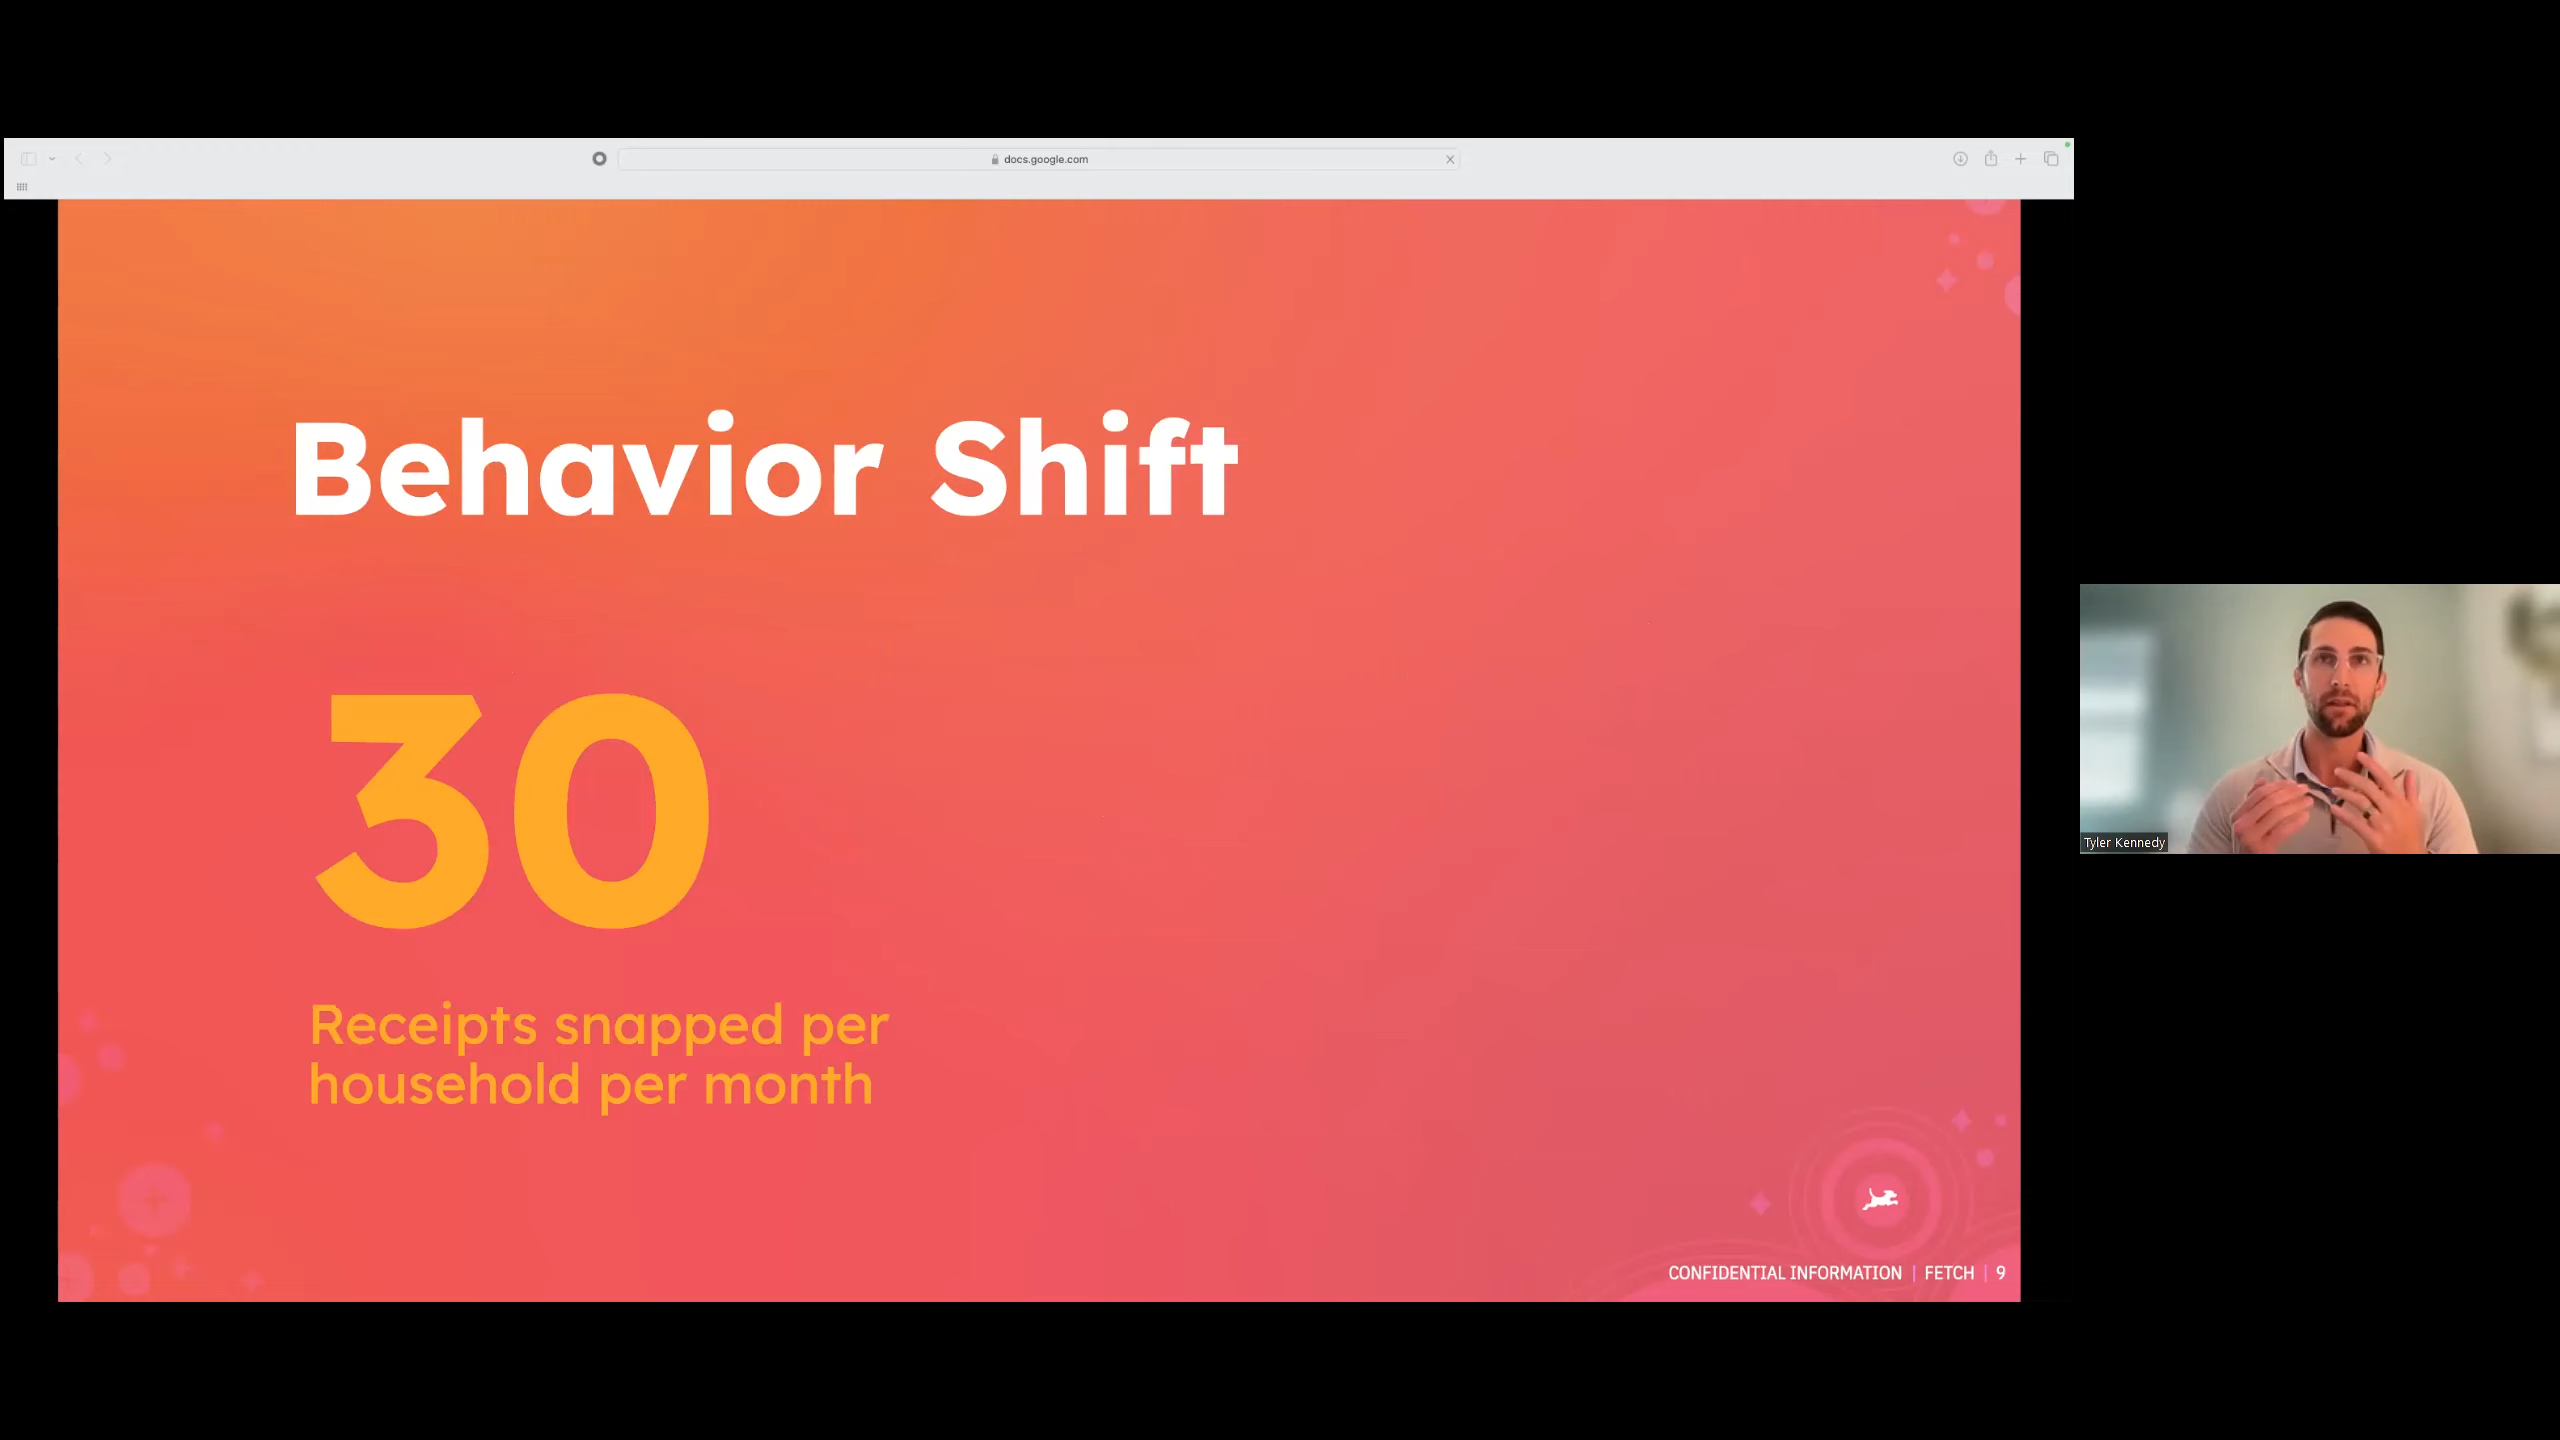 docs.google.com
Behavior Shift
30
Receipts snapped per
household per month
Tyler Kennedy
CONFIDENTIAL INFORMATION | FETCH | 9